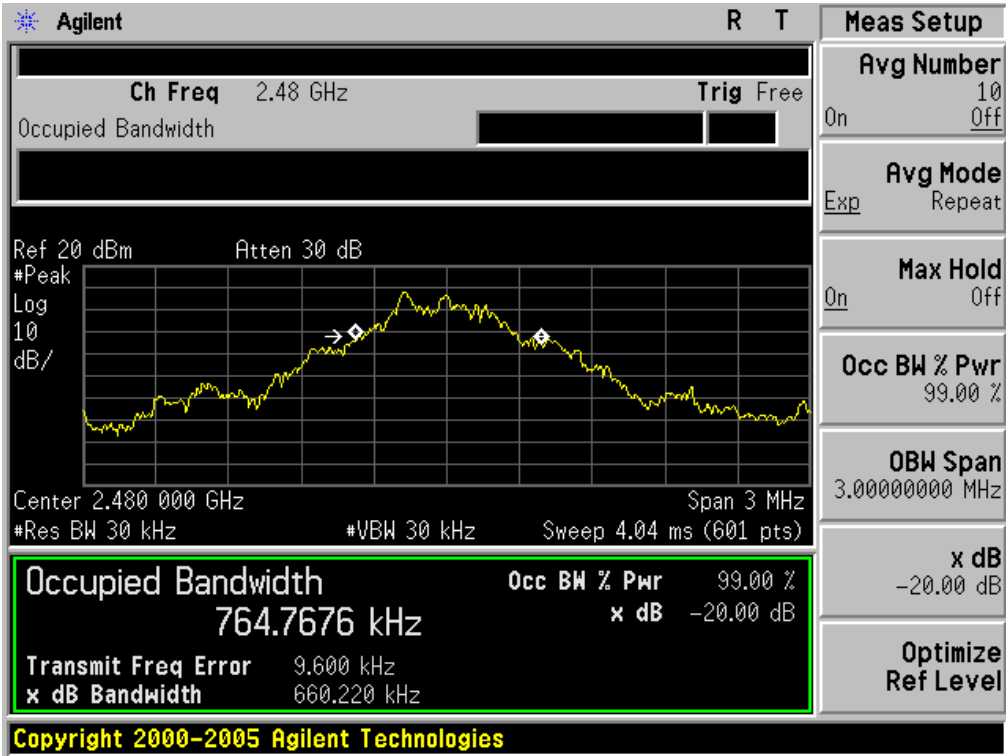 Agilent R T
Ch Freq 2.48 GHz Trig Free
Occupied Bandwidth
Ref 20 dBm Atten 30 dB
#Peak
Log
10
dB/
Center 2.480 000 GHz Span 3 MHz
#Res BW 30 kHz #VBW 30 kHz Sweep 4.04 ms (601 pts)
Occupied Bandwidth Occ BW % Pwr 99.00 %
764.7676 kHz x dB -20.00 dB
Transmit Freq Error 9.600 kHz
x dB Bandwidth 660.220 kHz
Copyright 2000-2005 Agilent Technologies
Meas Setup
Avg Number
10
On Off
Avg Mode
Exp Repeat
Max Hold
On Off
Occ BW % Pwr
99.00 %
OBW Span
3.00000000 MHz
x dB
-20.00 dB
Optimize
Ref Level